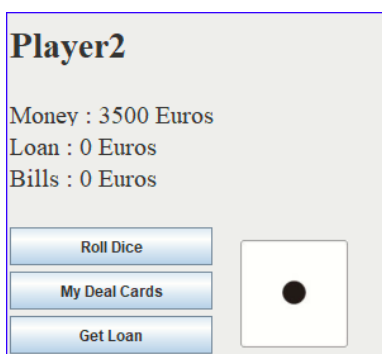 Player2
Money : 3500 Euros
Loan : 0 Euros
Bills : 0 Euros
Roll Dice
My Deal Cards
Get Loan